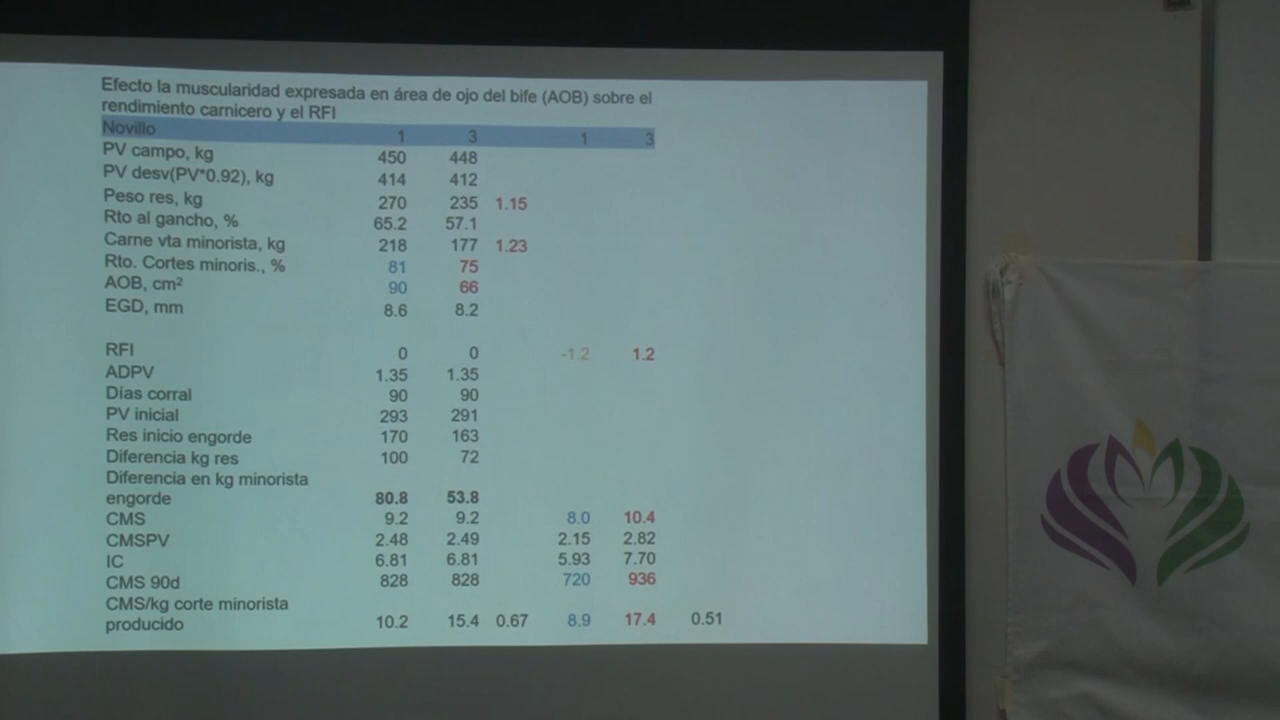 Efecto la muscularidad expresada en área de ojo del bife (AOB) sobre el
rendimiento carnicero y el RFI
Novillo 1 3 1 3
PV campo, kg 450 448
PV desv(PV*0.92), kg 414 412
Peso res, kg 270 235 1.15
Rto al gancho, % 65.2 57.1
Carne vta minorista, kg 218 177 1.23
Rto. Cortes minoris., % 81 75
AOB, cm² 90 66
EGD, mm 8.6 8.2
RFI 0 0 -1.2 1.2
ADPV 1.35 1.35
Días corral 90 90
PV inicial 293 291
Res inicio engorde 170 163
Diferencia kg res 100 72
Diferencia en kg minorista
engorde 80.8 53.8
CMS 9.2 9.2 8.0 10.4
CMSPV 2.48 2.49 2.15 2.82
IC 6.81 6.81 5.93 7.70
CMS 90d 828 828 720 936
CMS/kg corte minorista
producido 10.2 15.4 0.67 8.9 17.4 0.51